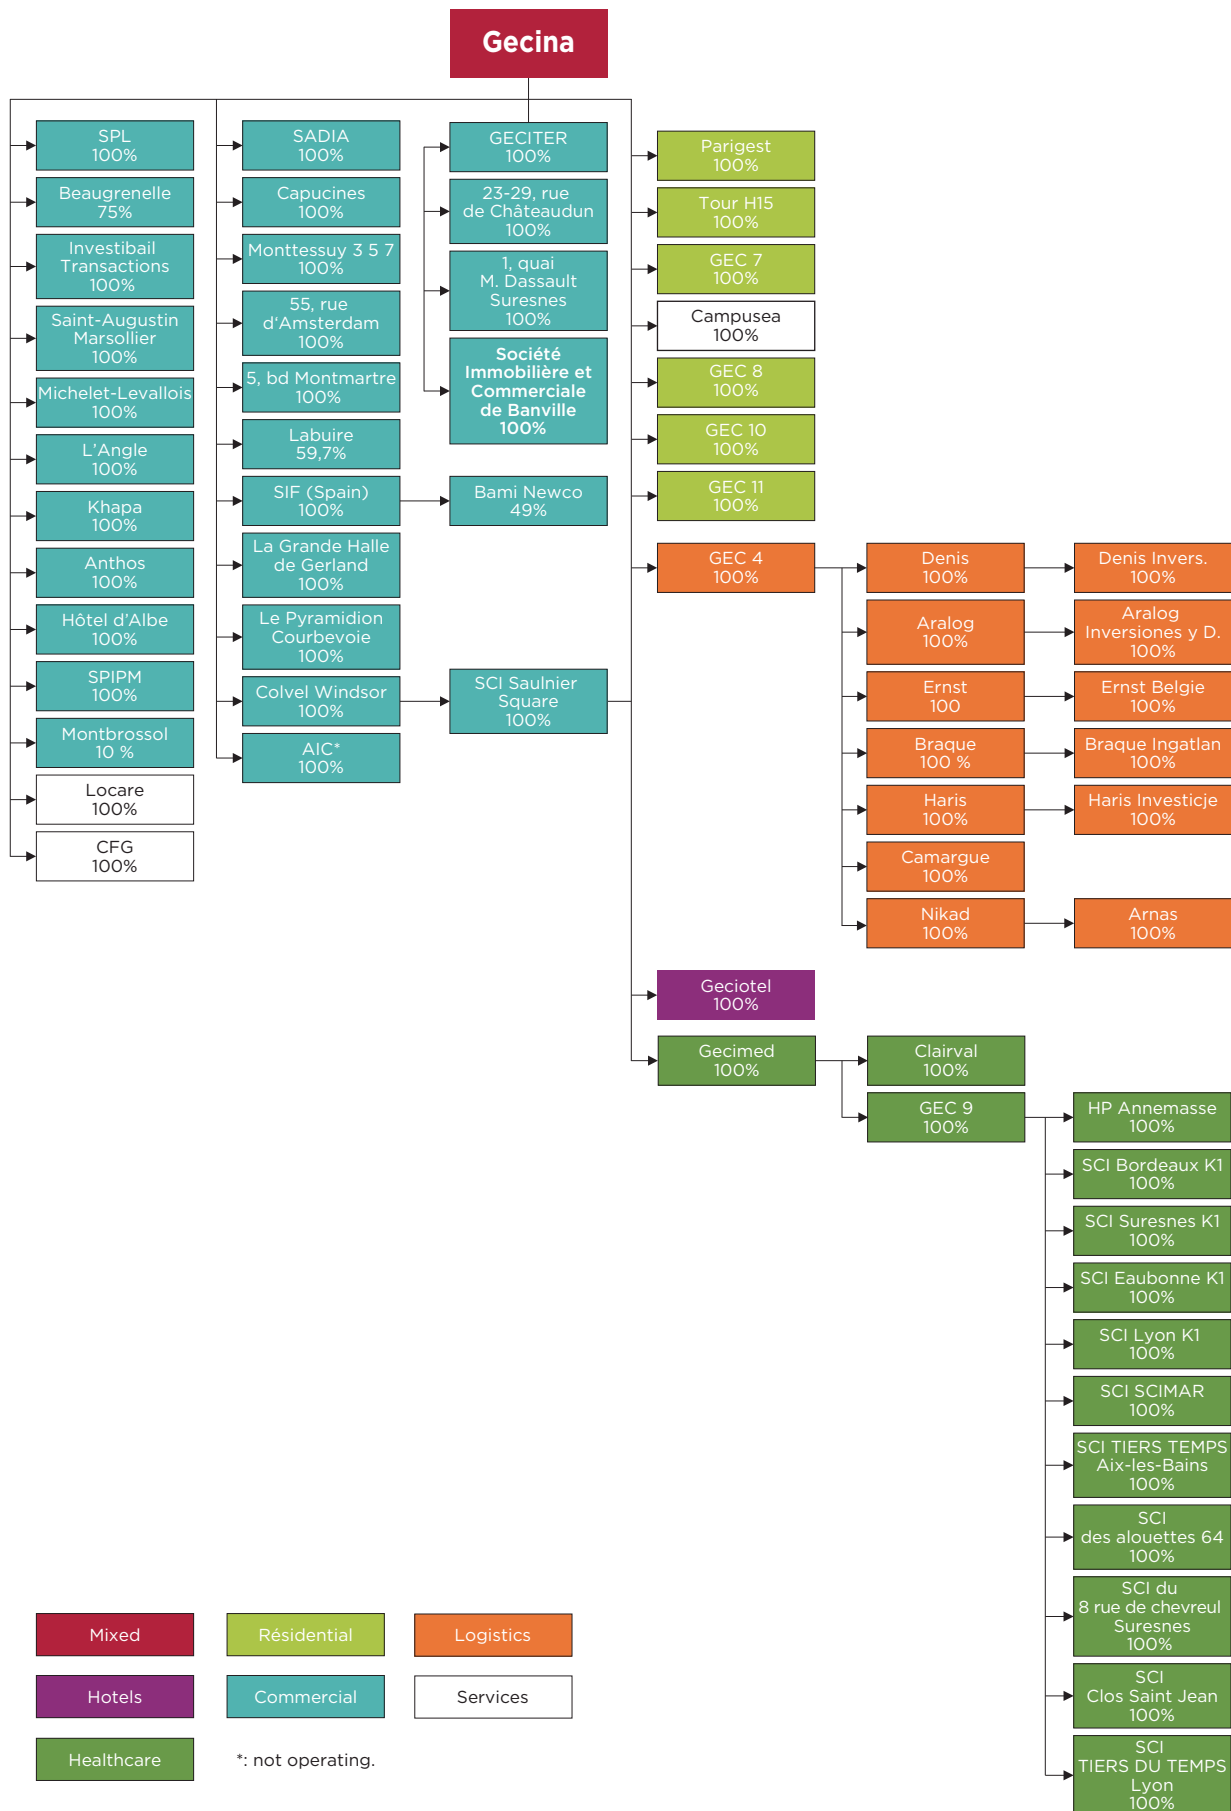 Gecina
SPL
100%
Beaugrenelle
75%
Investibail
Transactions
100%
Saint-Augustin
Marsollier
100%
Michelet-Levallois
100%
L'Angle
100%
Khapa
100%
Anthos
100%
Hôtel d'Albe
100%
SPIPM
100%
Montbrossol
10 %
Locare
100%
CFG
100%
SADIA
100%
Capucines
100%
Monttessuy 3 5 7
100%
55, rue
d‘Amsterdam
100%
5, bd Montmartre
100%
Labuire
59,7%
SIF (Spain)
100%
La Grande Halle
de Gerland
100%
Le Pyramidion
Courbevoie
100%
Colvel Windsor
100%
AIC*
100%
GECITER
100%
23-29, rue
de Châteaudun
100%
1, quai
M. Dassault
Suresnes
100%
Société
Immobilière et
Commerciale
de Banville
100%
Bami Newco
49%
SCI Saulnier
Square
100%
Parigest
100%
Tour H15
100%
GEC 7
100%
Campusea
100%
GEC 8
100%
GEC 10
100%
GEC 11
100%
GEC 4
100%
Denis
100%
Denis Invers.
100%
Aralog
100%
Aralog
Inversiones y D.
100%
Ernst
100
Ernst Belgie
100%
Braque
100 %
Braque Ingatlan
100%
Haris
100%
Haris Investicje
100%
Camargue
100%
Nikad
100%
Arnas
100%
Geciotel
100%
Gecimed
100%
Clairval
100%
GEC 9
100%
HP Annemasse
100%
SCI Bordeaux K1
100%
SCI Suresnes K1
100%
SCI Eaubonne K1
100%
SCI Lyon K1
100%
SCI SCIMAR
100%
SCI TIERS TEMPS
Aix-les-Bains
100%
SCI
des alouettes 64
100%
SCI du
8 rue de chevreul
Suresnes
100%
SCI
Clos Saint Jean
100%
SCI
TIERS DU TEMPS
Lyon
100%
Mixed
Résidential
Logistics
Hotels
Commercial
Services
Healthcare
*: not operating.